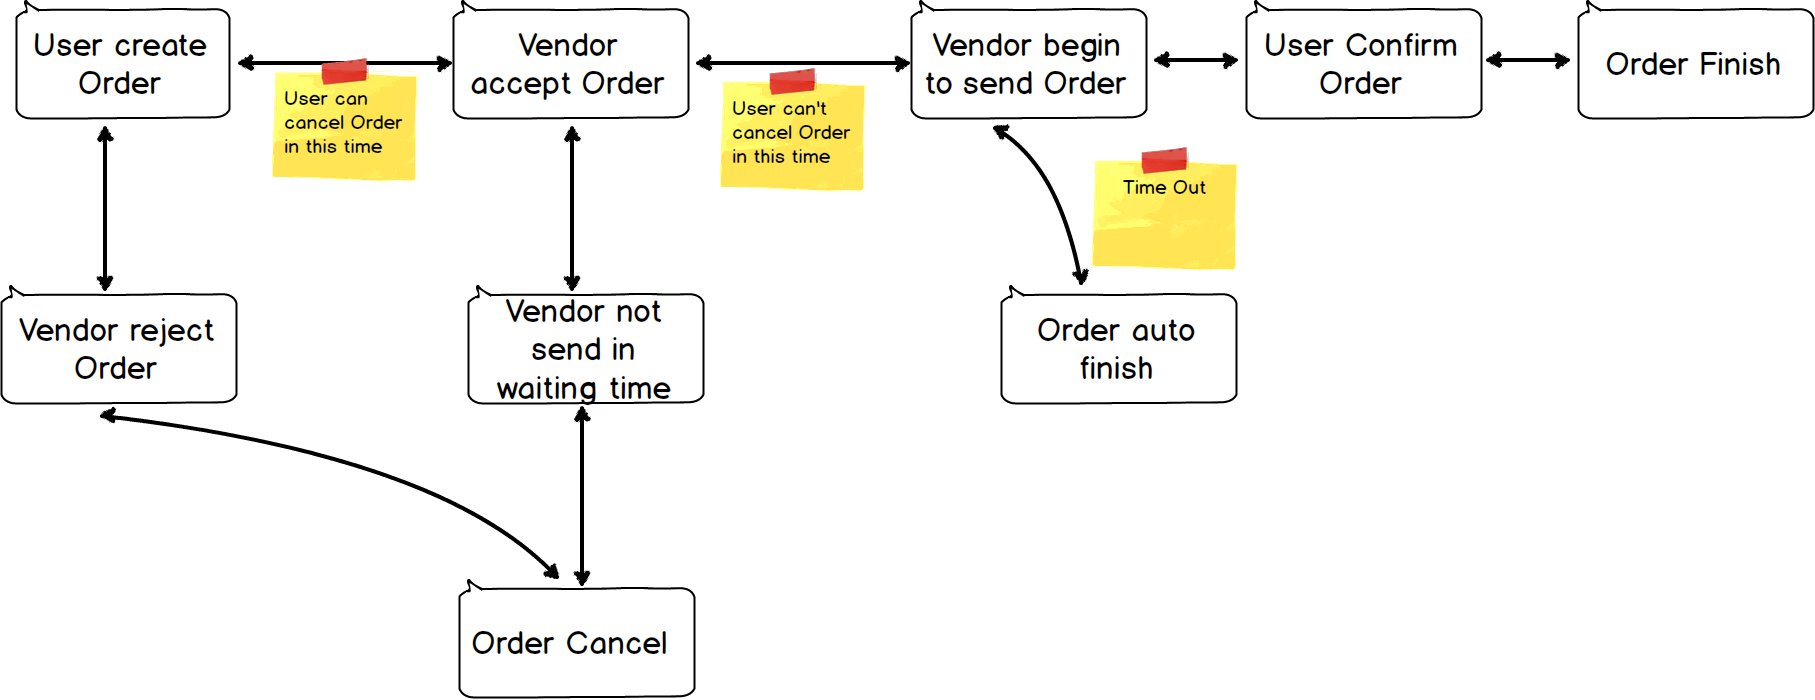 User create
Order
Vendor
accept Order
Vendor begin
to send Order
User Confirm
Order
Order Finish
User can
cancel Order
in this time
User can't
cancel Order
in this time
Time Out
Vendor reject
Order
Vendor not
send in
waiting time
Order auto
finish
Order Cancel